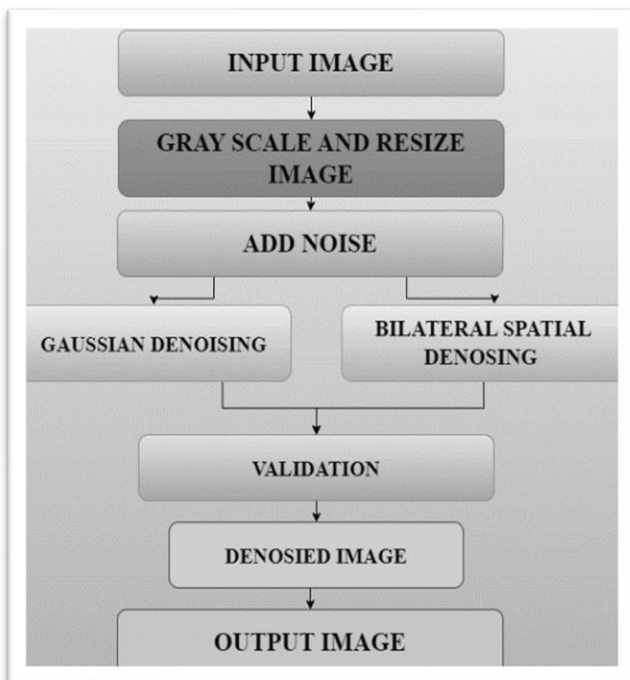 INPUT IMAGE
GRAY SCALE AND RESIZE
IMAGE
ADD NOISE
GAUSSIAN DENOISING
BILATERAL SPATIAL
DENOSING
VALIDATION
DENOSIED IMAGE
OUTPUT IMAGE